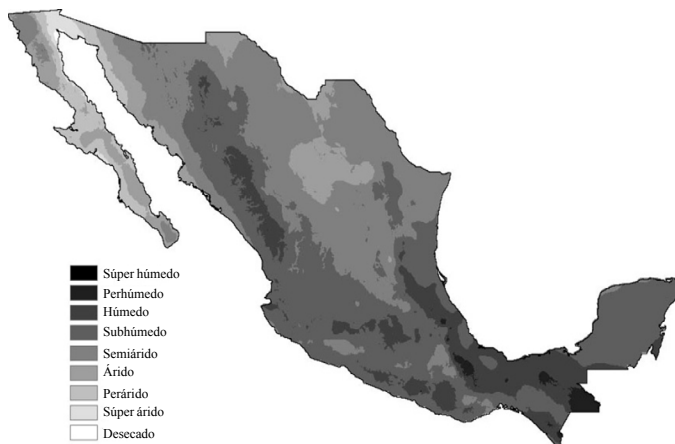 Súper húmedo
Perhúmedo
Húmedo
Subhúmedo
Semiárido
Árido
Perárido
Súper árido
Desecado